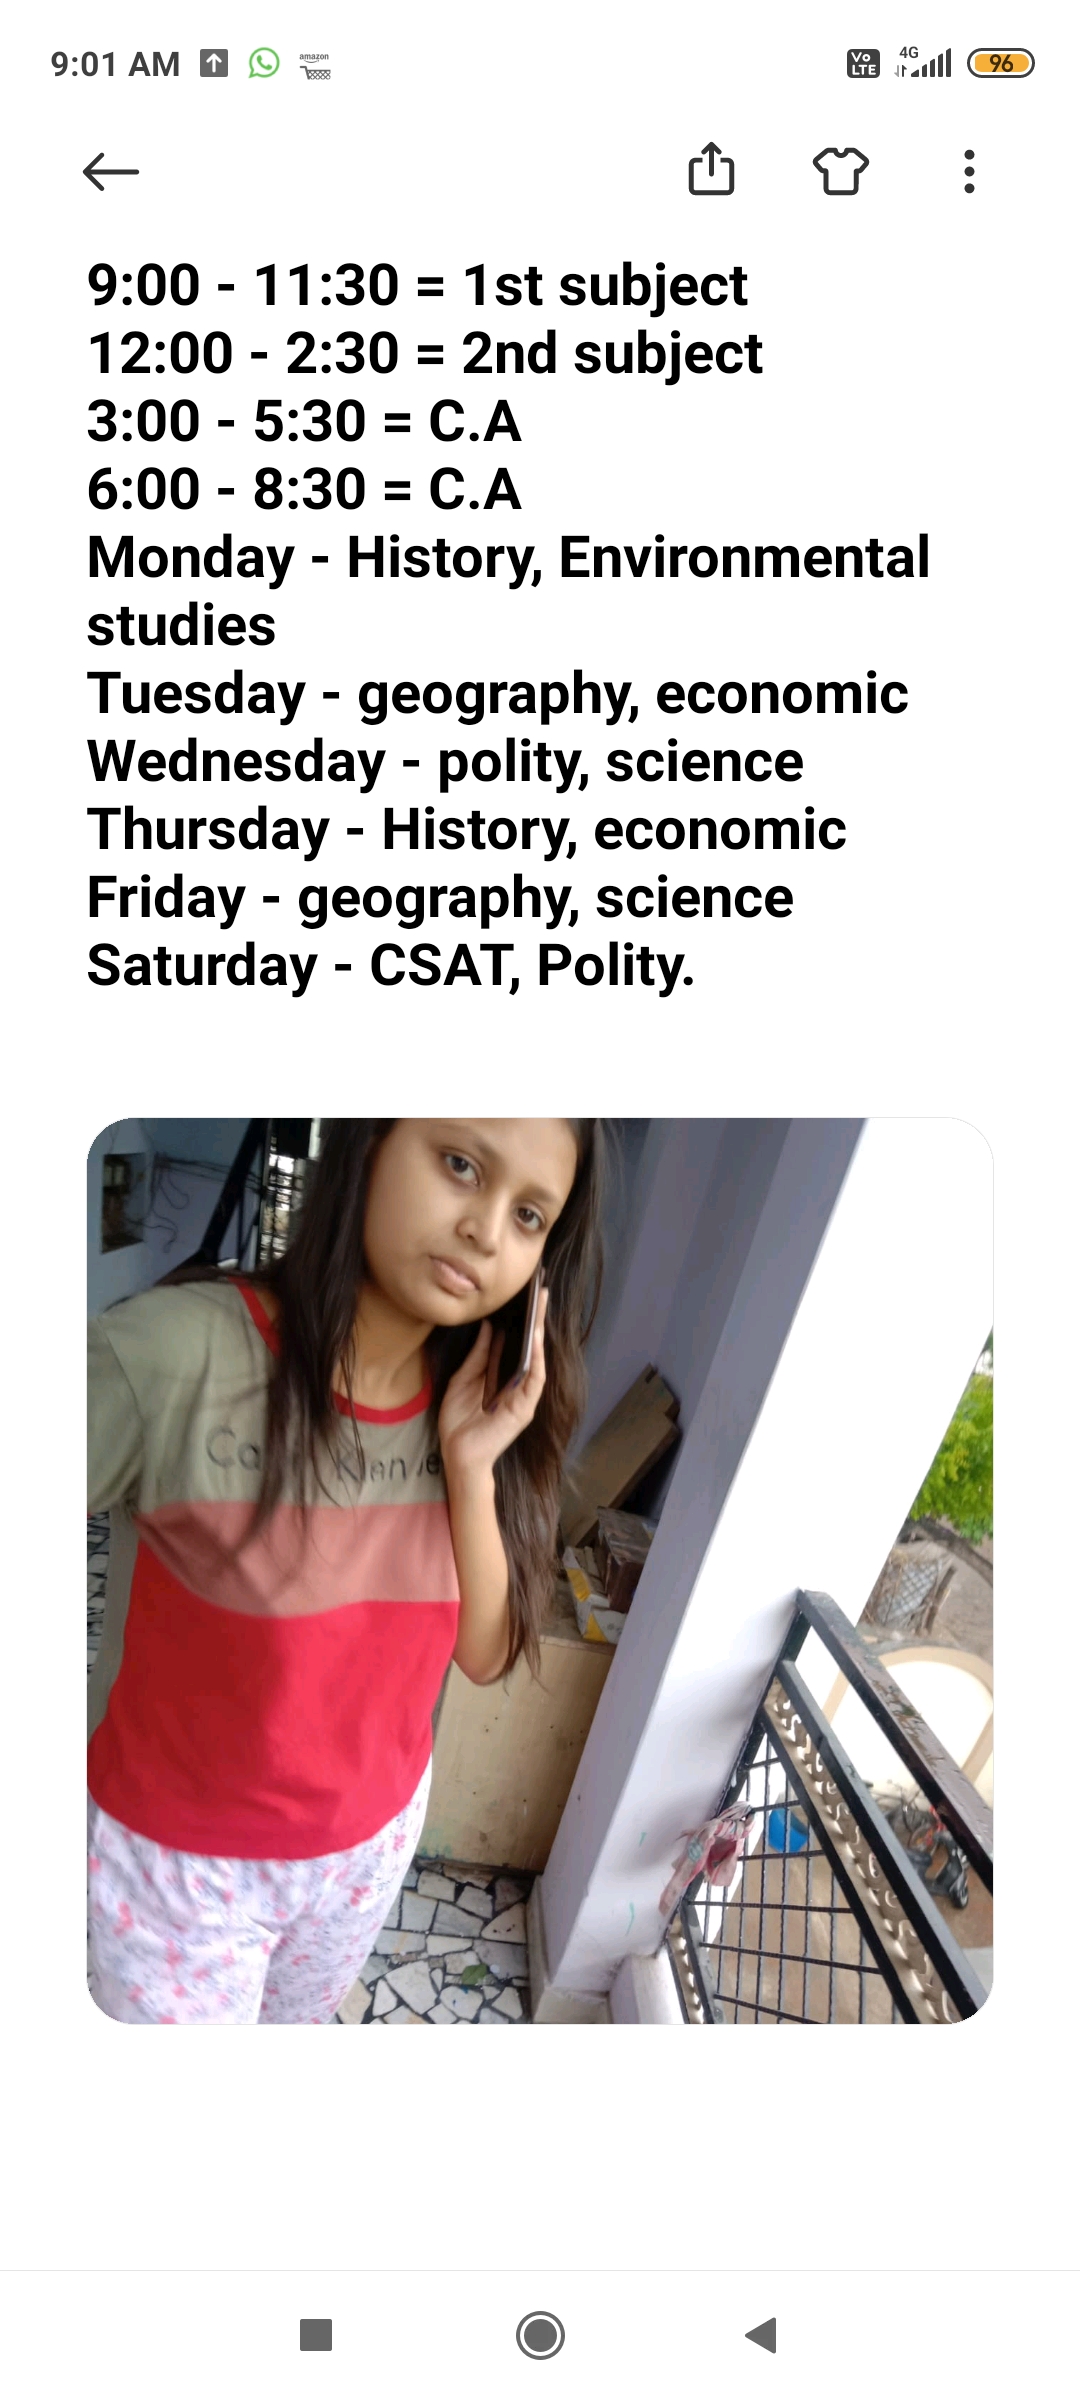 9:01 AM amazon Vo LTE 4G 96
9:00 - 11:30 = 1st subject
12:00 - 2:30 = 2nd subject
3:00 - 5:30 = C.A
6:00 - 8:30 = C.A
Monday - History, Environmental
studies
Tuesday - geography, economic
Wednesday - polity, science
Thursday - History, economic
Friday - geography, science
Saturday - CSAT, Polity.